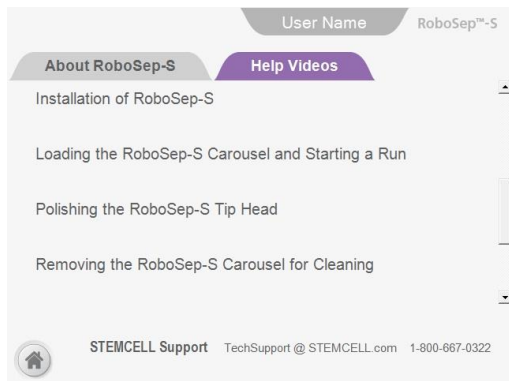 User Name
RoboSep™-S
About RoboSep-S
Help Videos
Installation of RoboSep-S
Loading the RoboSep-S Carousel and Starting a Run
Polishing the RoboSep-S Tip Head
Removing the RoboSep-S Carousel for Cleaning
STEMCELL Support TechSupport @ STEMCELL.com 1-800-667-0322